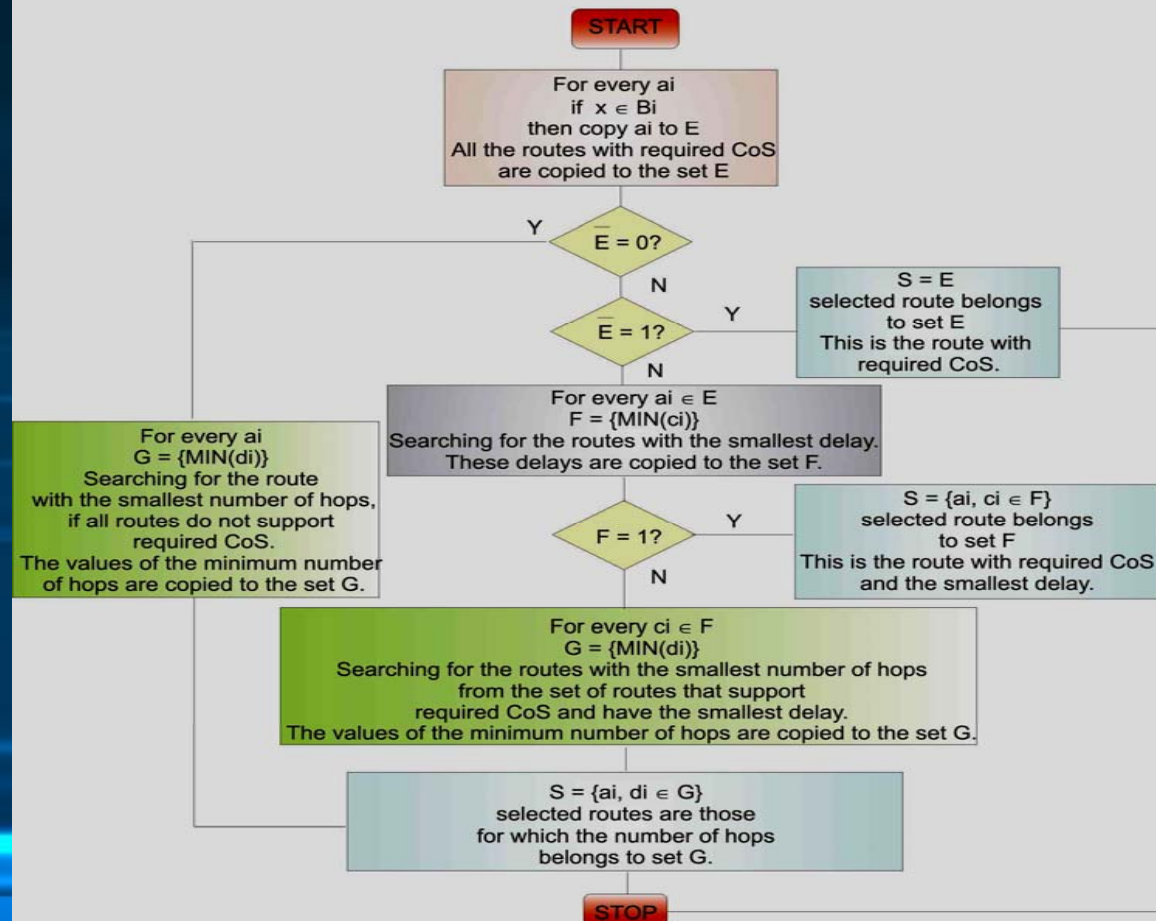 START
For every ai
if x ∈ Bi
then copy ai to E
All the routes with required CoS
are copied to the set E
Y
E̅ = 0?
N
E̅ = 1?
Y
S = E
selected route belongs
to set E
This is the route with
required CoS.
N
For every ai ∈ E
F = {MIN(ci)}
Searching for the routes with the smallest delay.
These delays are copied to the set F.
For every ai
G = {MIN(di)}
Searching for the route
with the smallest number of hops,
if all routes do not support
required CoS.
The values of the minimum number
of hops are copied to the set G.
F = 1?
Y
S = {ai, ci ∈ F}
selected route belongs
to set F
This is the route with required CoS
and the smallest delay.
N
For every ci ∈ F
G = {MIN(di)}
Searching for the routes with the smallest number of hops
from the set of routes that support
required CoS and have the smallest delay.
The values of the minimum number of hops are copied to the set G.
S = {ai, di ∈ G}
selected routes are those
for which the number of hops
belongs to set G.
STOP